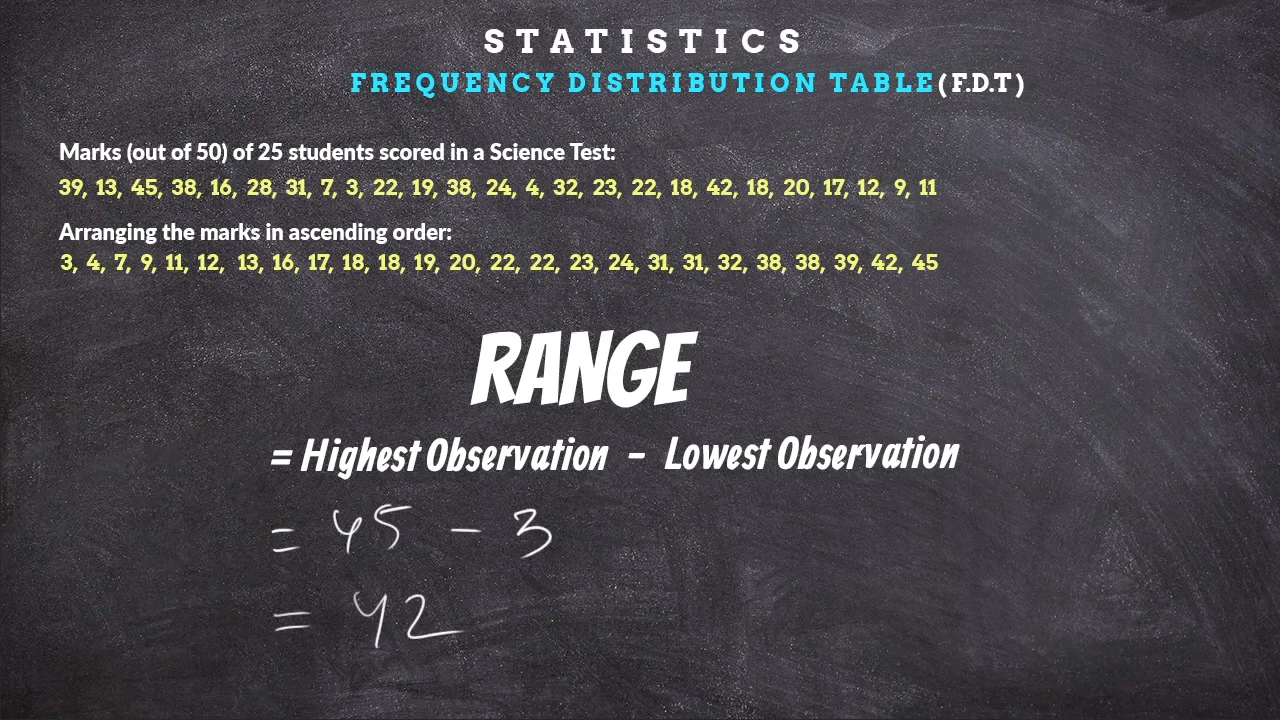 STATISTICS
FREQUENCY DISTRIBUTION TABLE(F.D.T)
Marks (out of 50) of 25 students scored in a Science Test:
39, 13, 45, 38, 16, 28, 31, 7, 3, 22, 19, 38, 24, 4, 32, 23, 22, 18, 42, 18, 20, 17, 12, 9, 11
Arranging the marks in ascending order:
3, 4, 7, 9, 11, 12, 13, 16, 17, 18, 18, 19, 20, 22, 22, 23, 24, 31, 31, 32, 38, 38, 39, 42, 45
RANGE
= Highest Observation - Lowest Observation
= 45 - 3
= 42